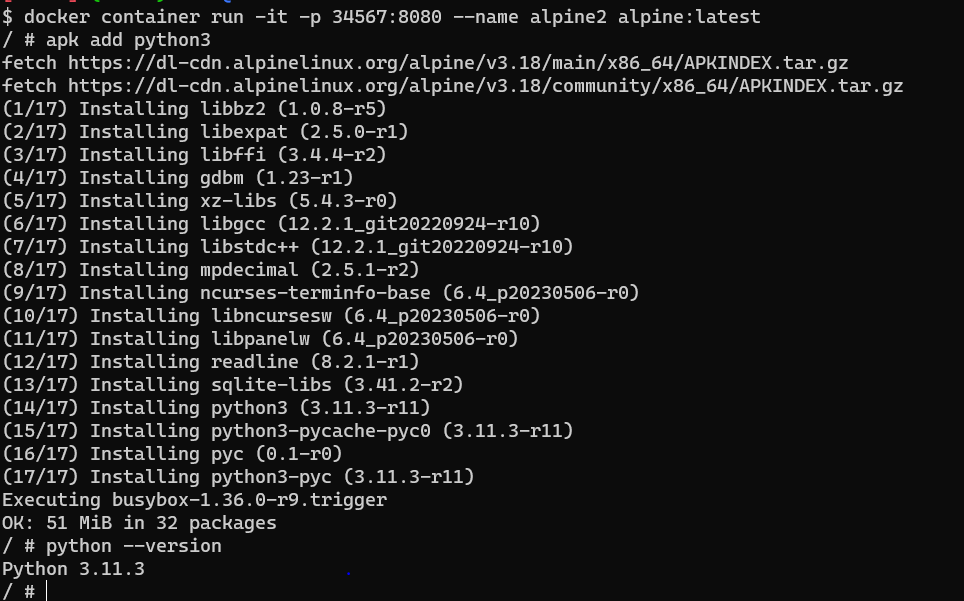 $ docker container run -it -p 34567:8080 --name alpine2 alpine:latest
/ # apk add python3
fetch https://dl-cdn.alpinelinux.org/alpine/v3.18/main/x86_64/APKINDEX.tar.gz
fetch https://dl-cdn.alpinelinux.org/alpine/v3.18/community/x86_64/APKINDEX.tar.gz
(1/17) Installing libbz2 (1.0.8-r5)
(2/17) Installing libexpat (2.5.0-r1)
(3/17) Installing libffi (3.4.4-r2)
(4/17) Installing gdbm (1.23-r1)
(5/17) Installing xz-libs (5.4.3-r0)
(6/17) Installing libgcc (12.2.1_git20220924-r10)
(7/17) Installing libstdc++ (12.2.1_git20220924-r10)
(8/17) Installing mpdecimal (2.5.1-r2)
(9/17) Installing ncurses-terminfo-base (6.4_p20230506-r0)
(10/17) Installing libncursesw (6.4_p20230506-r0)
(11/17) Installing libpanelw (6.4_p20230506-r0)
(12/17) Installing readline (8.2.1-r1)
(13/17) Installing sqlite-libs (3.41.2-r2)
(14/17) Installing python3 (3.11.3-r11)
(15/17) Installing python3-pycache-pyc0 (3.11.3-r11)
(16/17) Installing pyc (0.1-r0)
(17/17) Installing python3-pyc (3.11.3-r11)
Executing busybox-1.36.0-r9.trigger
OK: 51 MiB in 32 packages
/ # python --version
Python 3.11.3
/ #